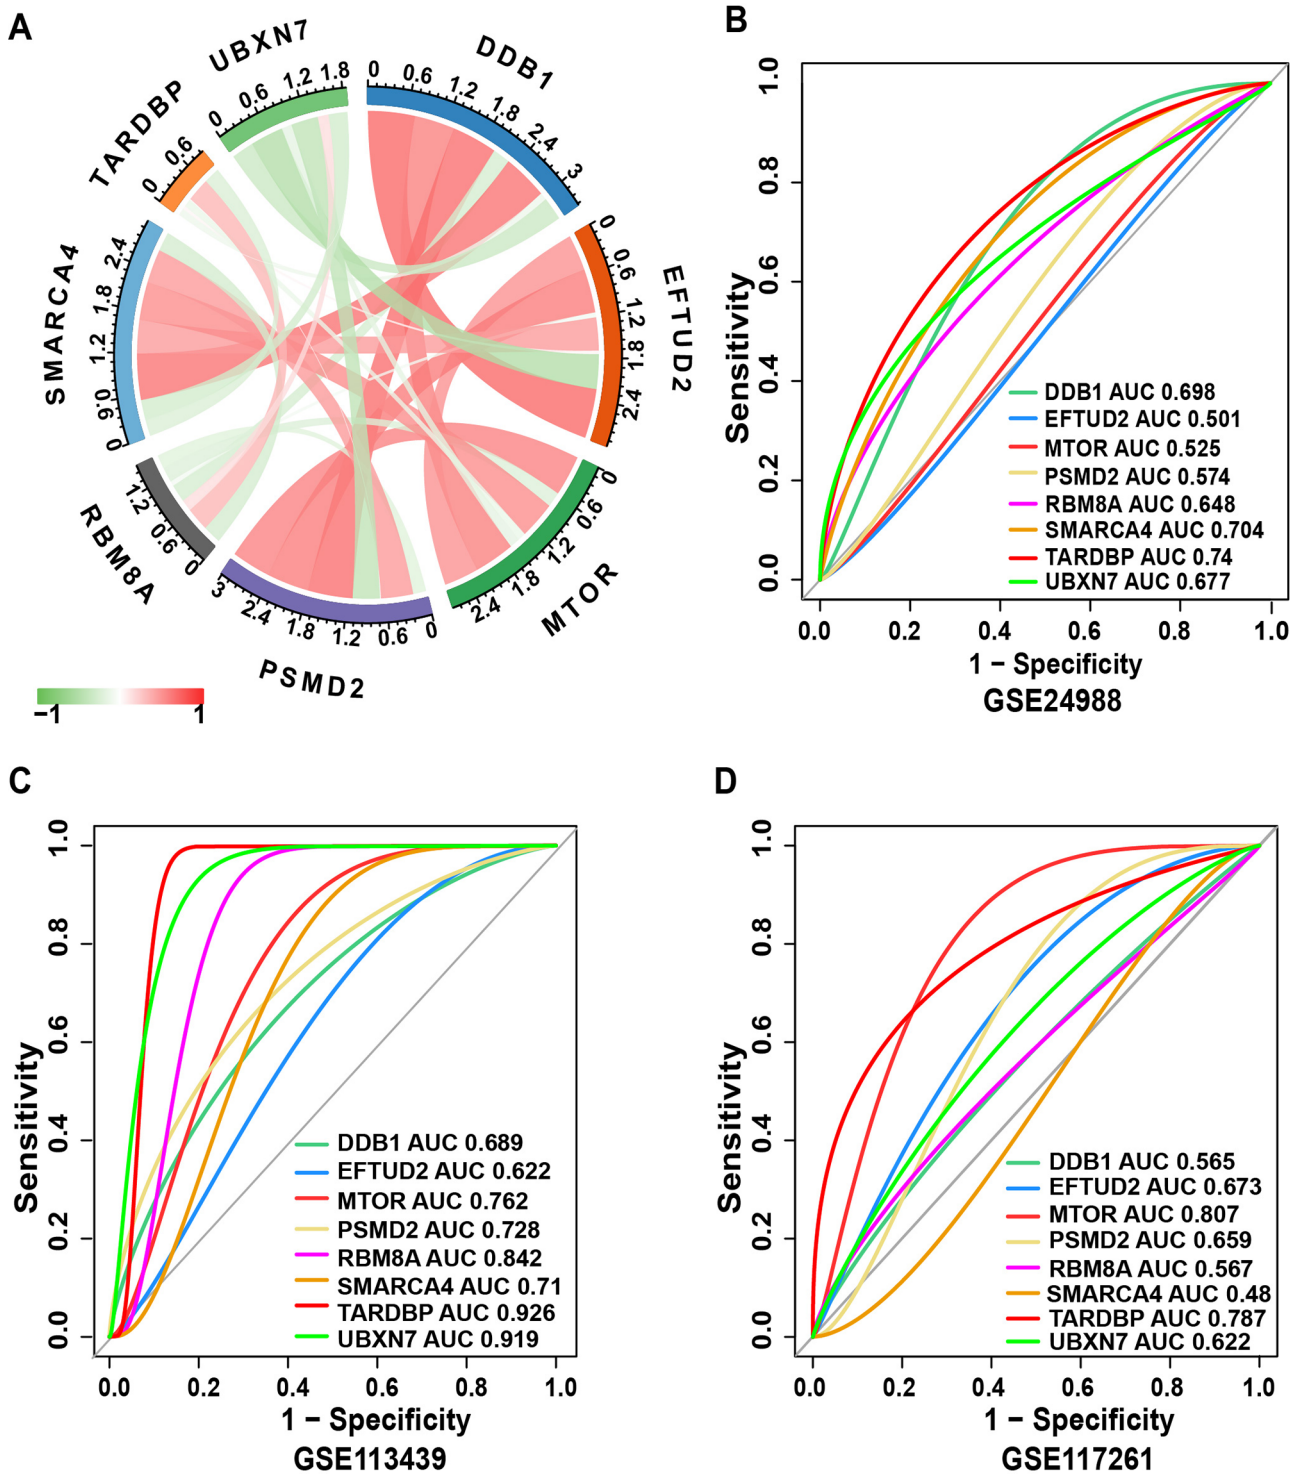 A
UBXN7
0 0.6 1.2 1.8
DDB1
0 0.6 1.2 1.8 2.4 3
EFTUD2
0 0.6 1.2 1.8 2.4
MTOR
0 0.6 1.2 1.8 2.4
PSMD2
0 0.6 1.2 1.8 2.4 3
RBM8A
0 0.6 1.2
SMARCA4
0 0.6 1.2 1.8 2.4
TARDBP
0 0.6
−1 1
B
Sensitivity
0.0 0.2 0.4 0.6 0.8 1.0
DDB1 AUC 0.698
EFTUD2 AUC 0.501
MTOR AUC 0.525
PSMD2 AUC 0.574
RBM8A AUC 0.648
SMARCA4 AUC 0.704
TARDBP AUC 0.74
UBXN7 AUC 0.677
0.0 0.2 0.4 0.6 0.8 1.0
1 − Specificity
GSE24988
C
Sensitivity
0.0 0.2 0.4 0.6 0.8 1.0
DDB1 AUC 0.689
EFTUD2 AUC 0.622
MTOR AUC 0.762
PSMD2 AUC 0.728
RBM8A AUC 0.842
SMARCA4 AUC 0.71
TARDBP AUC 0.926
UBXN7 AUC 0.919
0.0 0.2 0.4 0.6 0.8 1.0
1 − Specificity
GSE113439
D
Sensitivity
0.0 0.2 0.4 0.6 0.8 1.0
DDB1 AUC 0.565
EFTUD2 AUC 0.673
MTOR AUC 0.807
PSMD2 AUC 0.659
RBM8A AUC 0.567
SMARCA4 AUC 0.48
TARDBP AUC 0.787
UBXN7 AUC 0.622
0.0 0.2 0.4 0.6 0.8 1.0
1 − Specificity
GSE117261